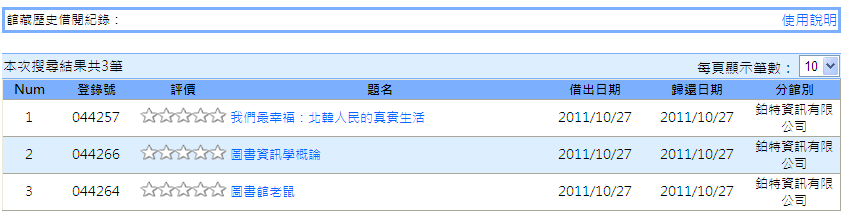 館藏歷史借閱紀錄：
使用說明
本次搜尋結果共3筆
每頁顯示筆數： 10
Num 登錄號 評價 題名 借出日期 歸還日期 分館別
1 044257 我們最幸福：北韓人民的真實生活 2011/10/27 2011/10/27 鉑特資訊有限
公司
2 044266 圖書資訊學概論 2011/10/27 2011/10/27 鉑特資訊有限
公司
3 044264 圖書館老鼠 2011/10/27 2011/10/27 鉑特資訊有限
公司